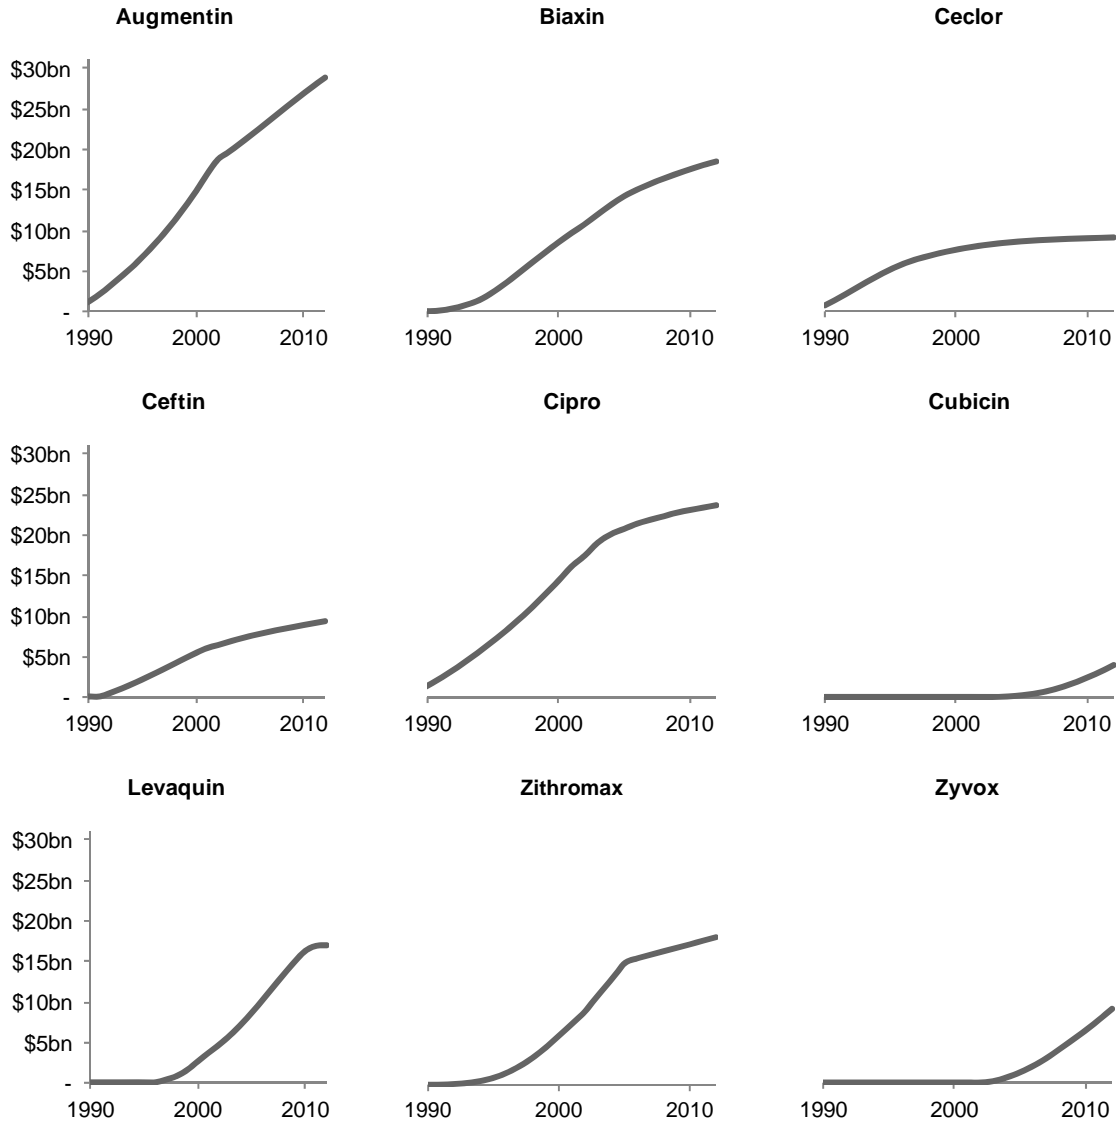 Augmentin Biaxin Ceclor
$30bn
$25bn
$20bn
$15bn
$10bn
$5bn
-
1990 2000 2010 1990 2000 2010 1990 2000 2010
Ceftin Cipro Cubicin
$30bn
$25bn
$20bn
$15bn
$10bn
$5bn
-
1990 2000 2010 1990 2000 2010 1990 2000 2010
Levaquin Zithromax Zyvox
$30bn
$25bn
$20bn
$15bn
$10bn
$5bn
-
1990 2000 2010 1990 2000 2010 1990 2000 2010